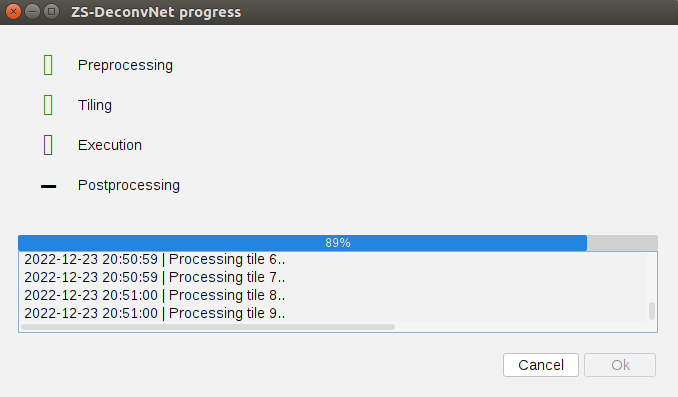 ZS-DeconvNet progress
Preprocessing
Tiling
Execution
Postprocessing
89%
2022-12-23 20:50:59 | Processing tile 6..
2022-12-23 20:50:59 | Processing tile 7..
2022-12-23 20:51:00 | Processing tile 8..
2022-12-23 20:51:00 | Processing tile 9..
Cancel Ok